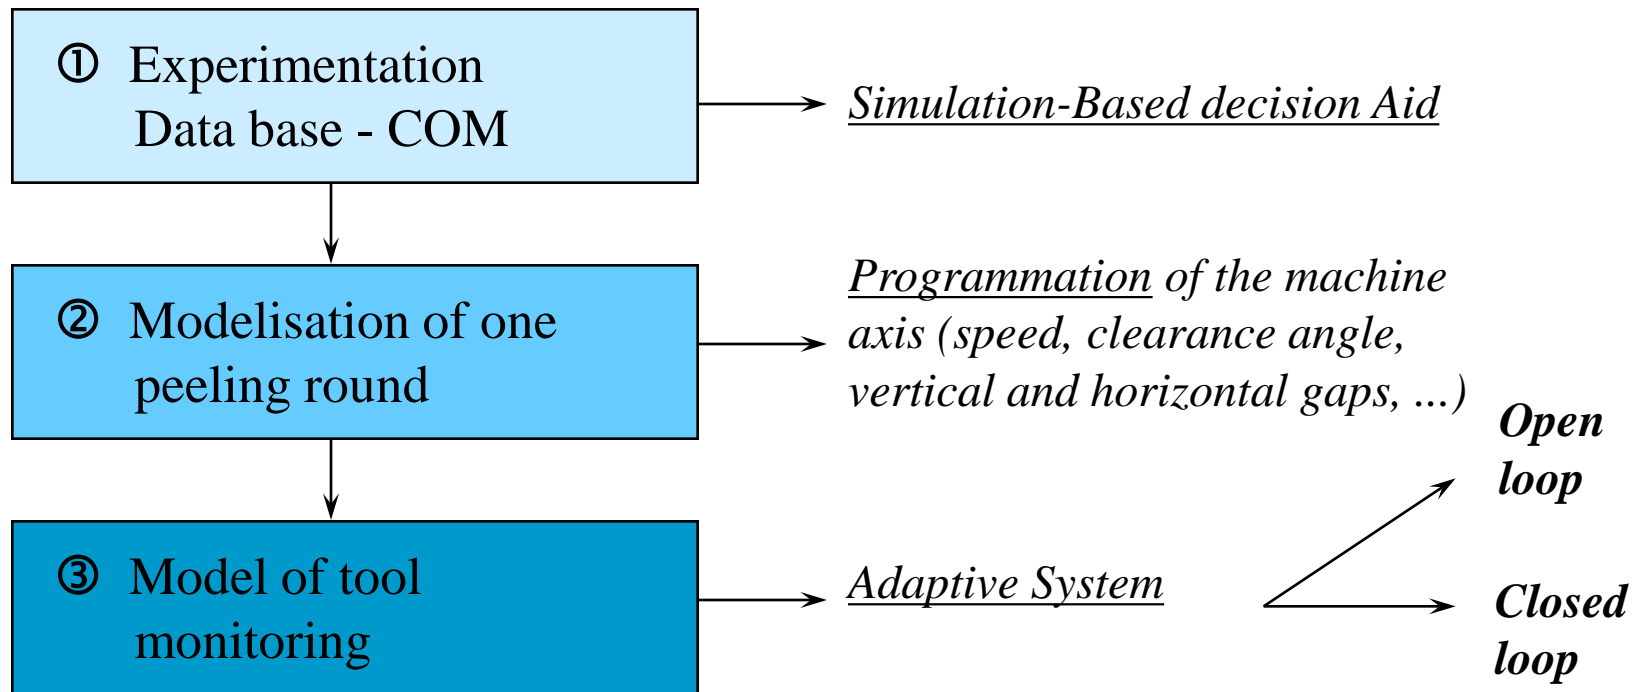 ① Experimentation
Data base - COM
Simulation-Based decision Aid
② Modelisation of one
peeling round
Programmation of the machine
axis (speed, clearance angle,
vertical and horizontal gaps, ...)
③ Model of tool
monitoring
Adaptive System
Open
loop
Closed
loop